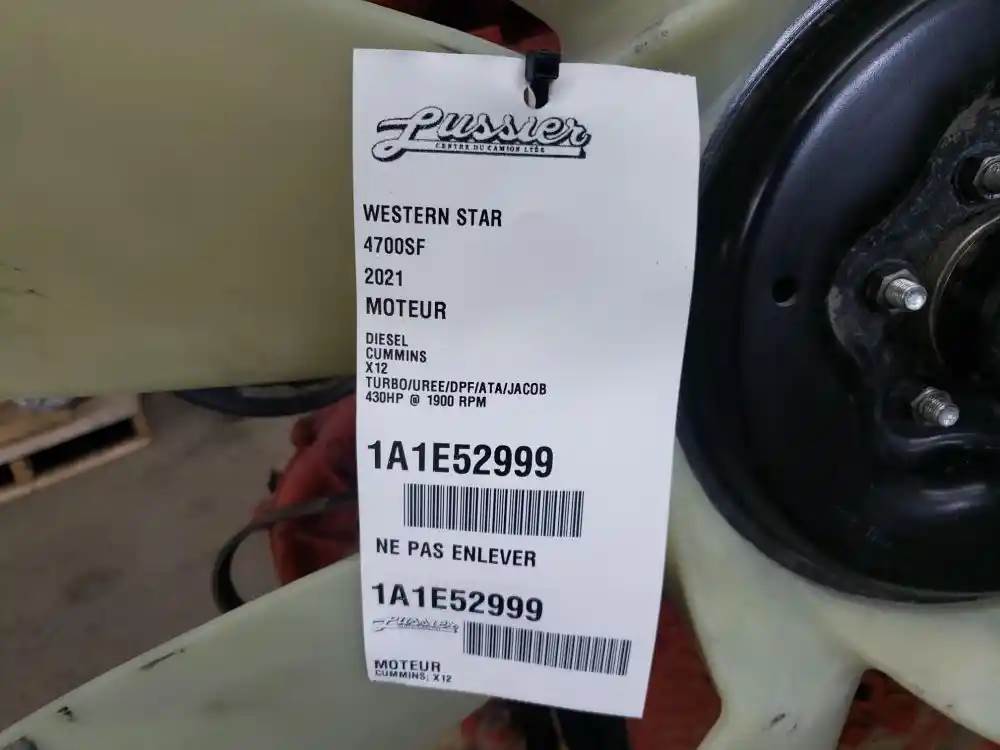 Lussier
CENTRE DU CAMION LTÉE
WESTERN STAR
4700SF
2021
MOTEUR
DIESEL
CUMMINS
X12
TURBO/UREE/DPF/ATA/JACOB
430HP @ 1900 RPM
1A1E52999
NE PAS ENLEVER
1A1E52999
Lussier
MOTEUR
CUMMINS; X12